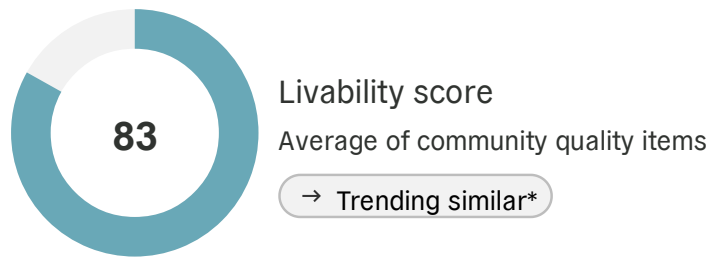 83
Livability score
Average of community quality items
→ Trending similar*